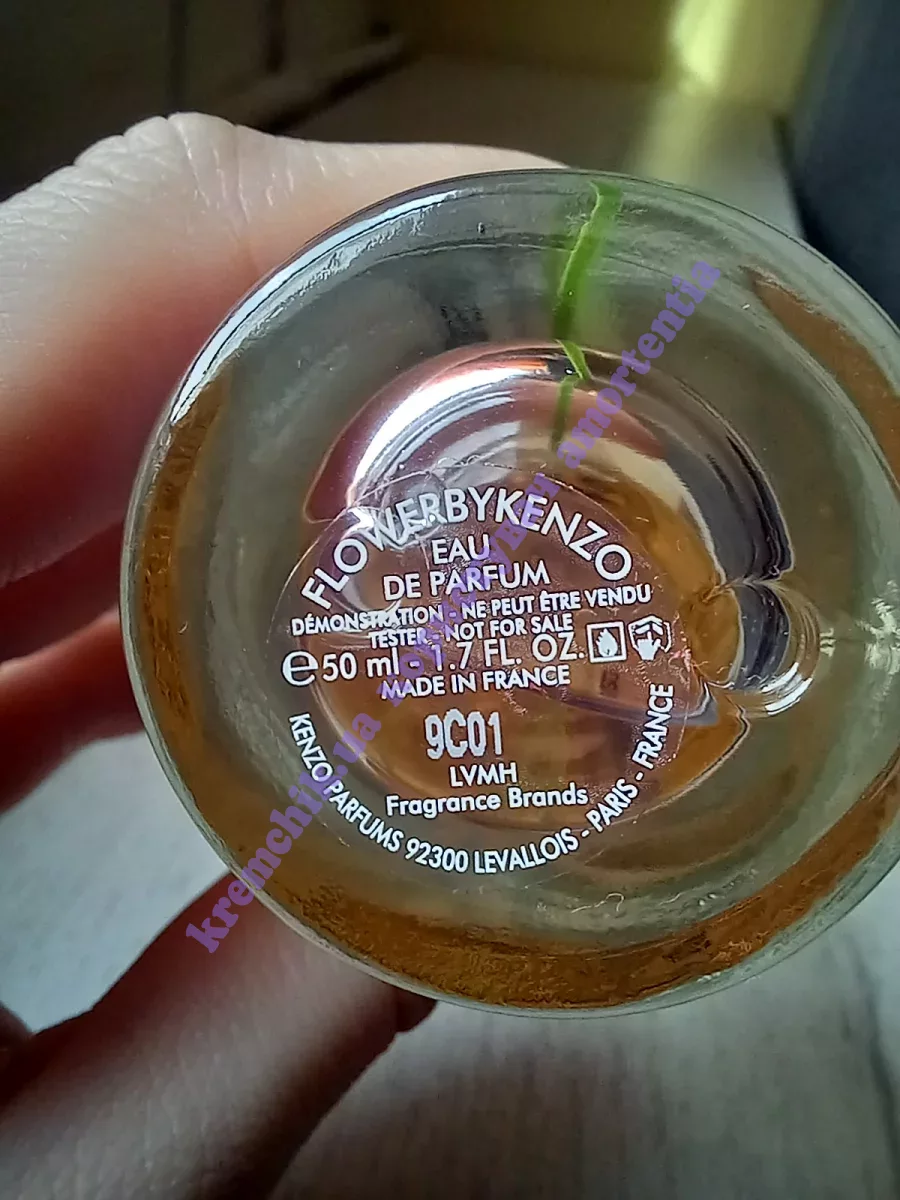 FLOWERBYKENZO
EAU
DE PARFUM
DÉMONSTRATION - NE PEUT ÊTRE VENDU
TESTER - NOT FOR SALE
e 50 ml - 1.7 FL. OZ.
MADE IN FRANCE
9C01
LVMH
Fragrance Brands
KENZO PARFUMS 92300 LEVALLOIS - PARIS - FRANCE
kremchik.ua amortentia